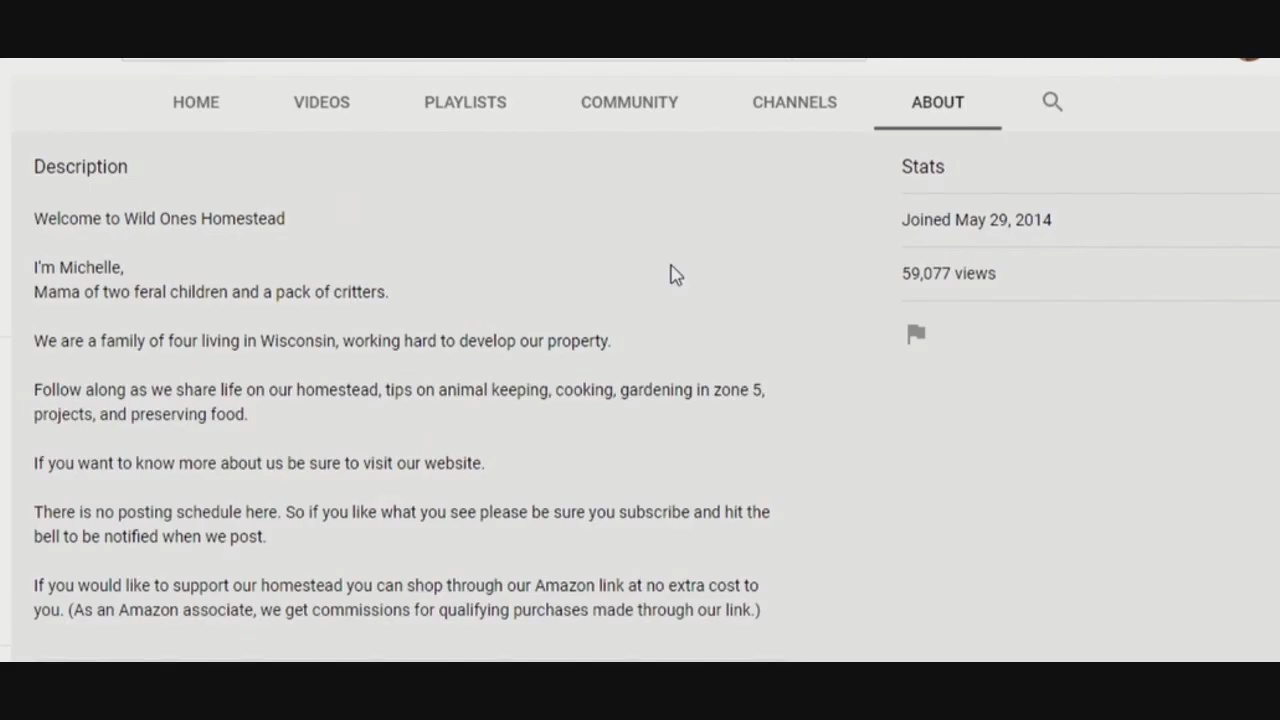 HOME VIDEOS PLAYLISTS COMMUNITY CHANNELS ABOUT
Description
Welcome to Wild Ones Homestead
I'm Michelle,
Mama of two feral children and a pack of critters.
We are a family of four living in Wisconsin, working hard to develop our property.
Follow along as we share life on our homestead, tips on animal keeping, cooking, gardening in zone 5,
projects, and preserving food.
If you want to know more about us be sure to visit our website.
There is no posting schedule here. So if you like what you see please be sure you subscribe and hit the
bell to be notified when we post.
If you would like to support our homestead you can shop through our Amazon link at no extra cost to
you. (As an Amazon associate, we get commissions for qualifying purchases made through our link.)
Stats
Joined May 29, 2014
59,077 views